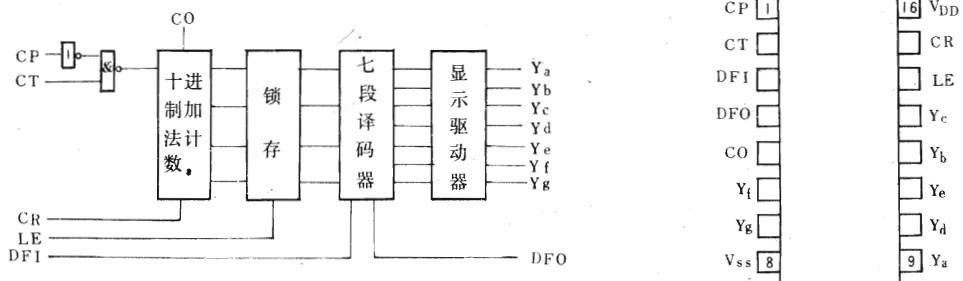 CO
CP
1
&
CT
十进制加法计数。
锁存
七段译码器
显示驱动器
Ya
Yb
Yc
Yd
Ye
Yf
Yg
CR
LE
DFI
DFO
CP 1
CT
DFI
DFO
CO
Yf
Yg
Vss 8
16 VDD
CR
LE
Yc
Yb
Ye
Yd
9 Ya